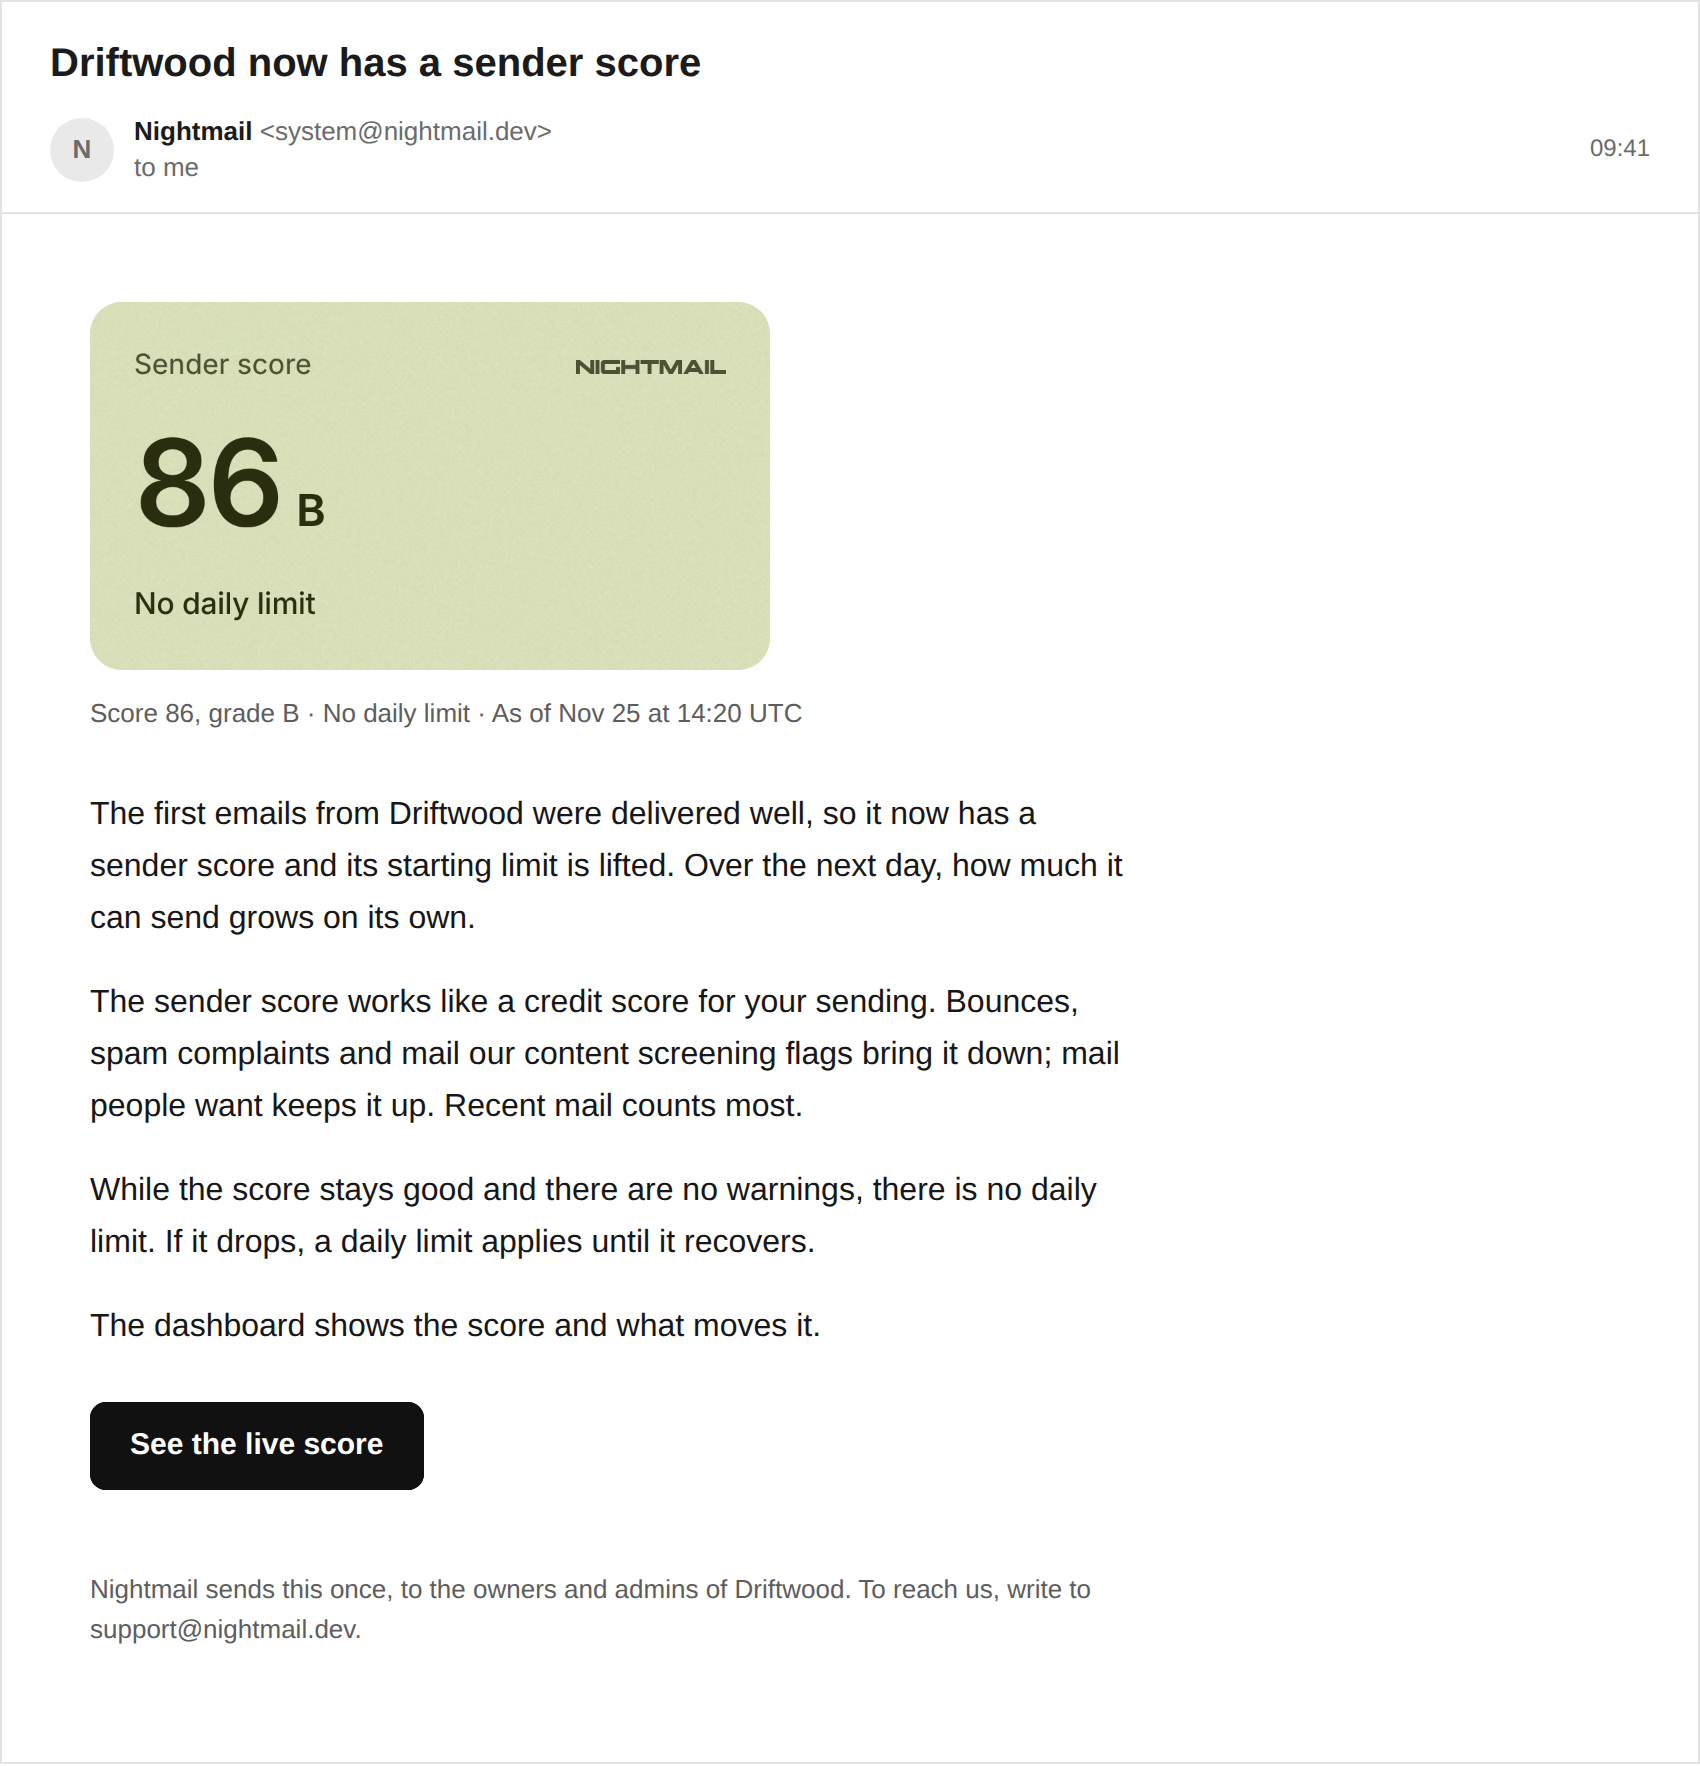 Driftwood now has a sender score
N
Nightmail <system@nightmail.dev>
to me
09:41
Sender score
NIGHTMAIL
86 B
No daily limit
Score 86, grade B · No daily limit · As of Nov 25 at 14:20 UTC
The first emails from Driftwood were delivered well, so it now has a
sender score and its starting limit is lifted. Over the next day, how much it
can send grows on its own.
The sender score works like a credit score for your sending. Bounces,
spam complaints and mail our content screening flags bring it down; mail
people want keeps it up. Recent mail counts most.
While the score stays good and there are no warnings, there is no daily
limit. If it drops, a daily limit applies until it recovers.
The dashboard shows the score and what moves it.
See the live score
Nightmail sends this once, to the owners and admins of Driftwood. To reach us, write to
support@nightmail.dev.